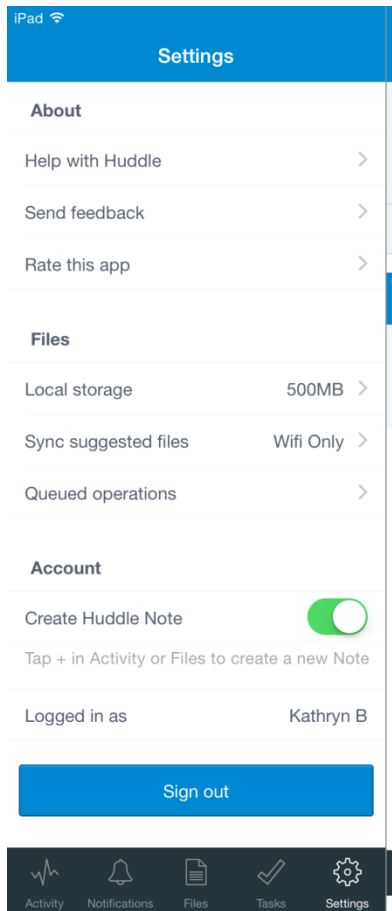 iPad
Settings
About
Help with Huddle
Send feedback
Rate this app
Files
Local storage 500MB
Sync suggested files Wifi Only
Queued operations
Account
Create Huddle Note
Tap + in Activity or Files to create a new Note
Logged in as Kathryn B
Sign out
Activity Notifications Files Tasks Settings